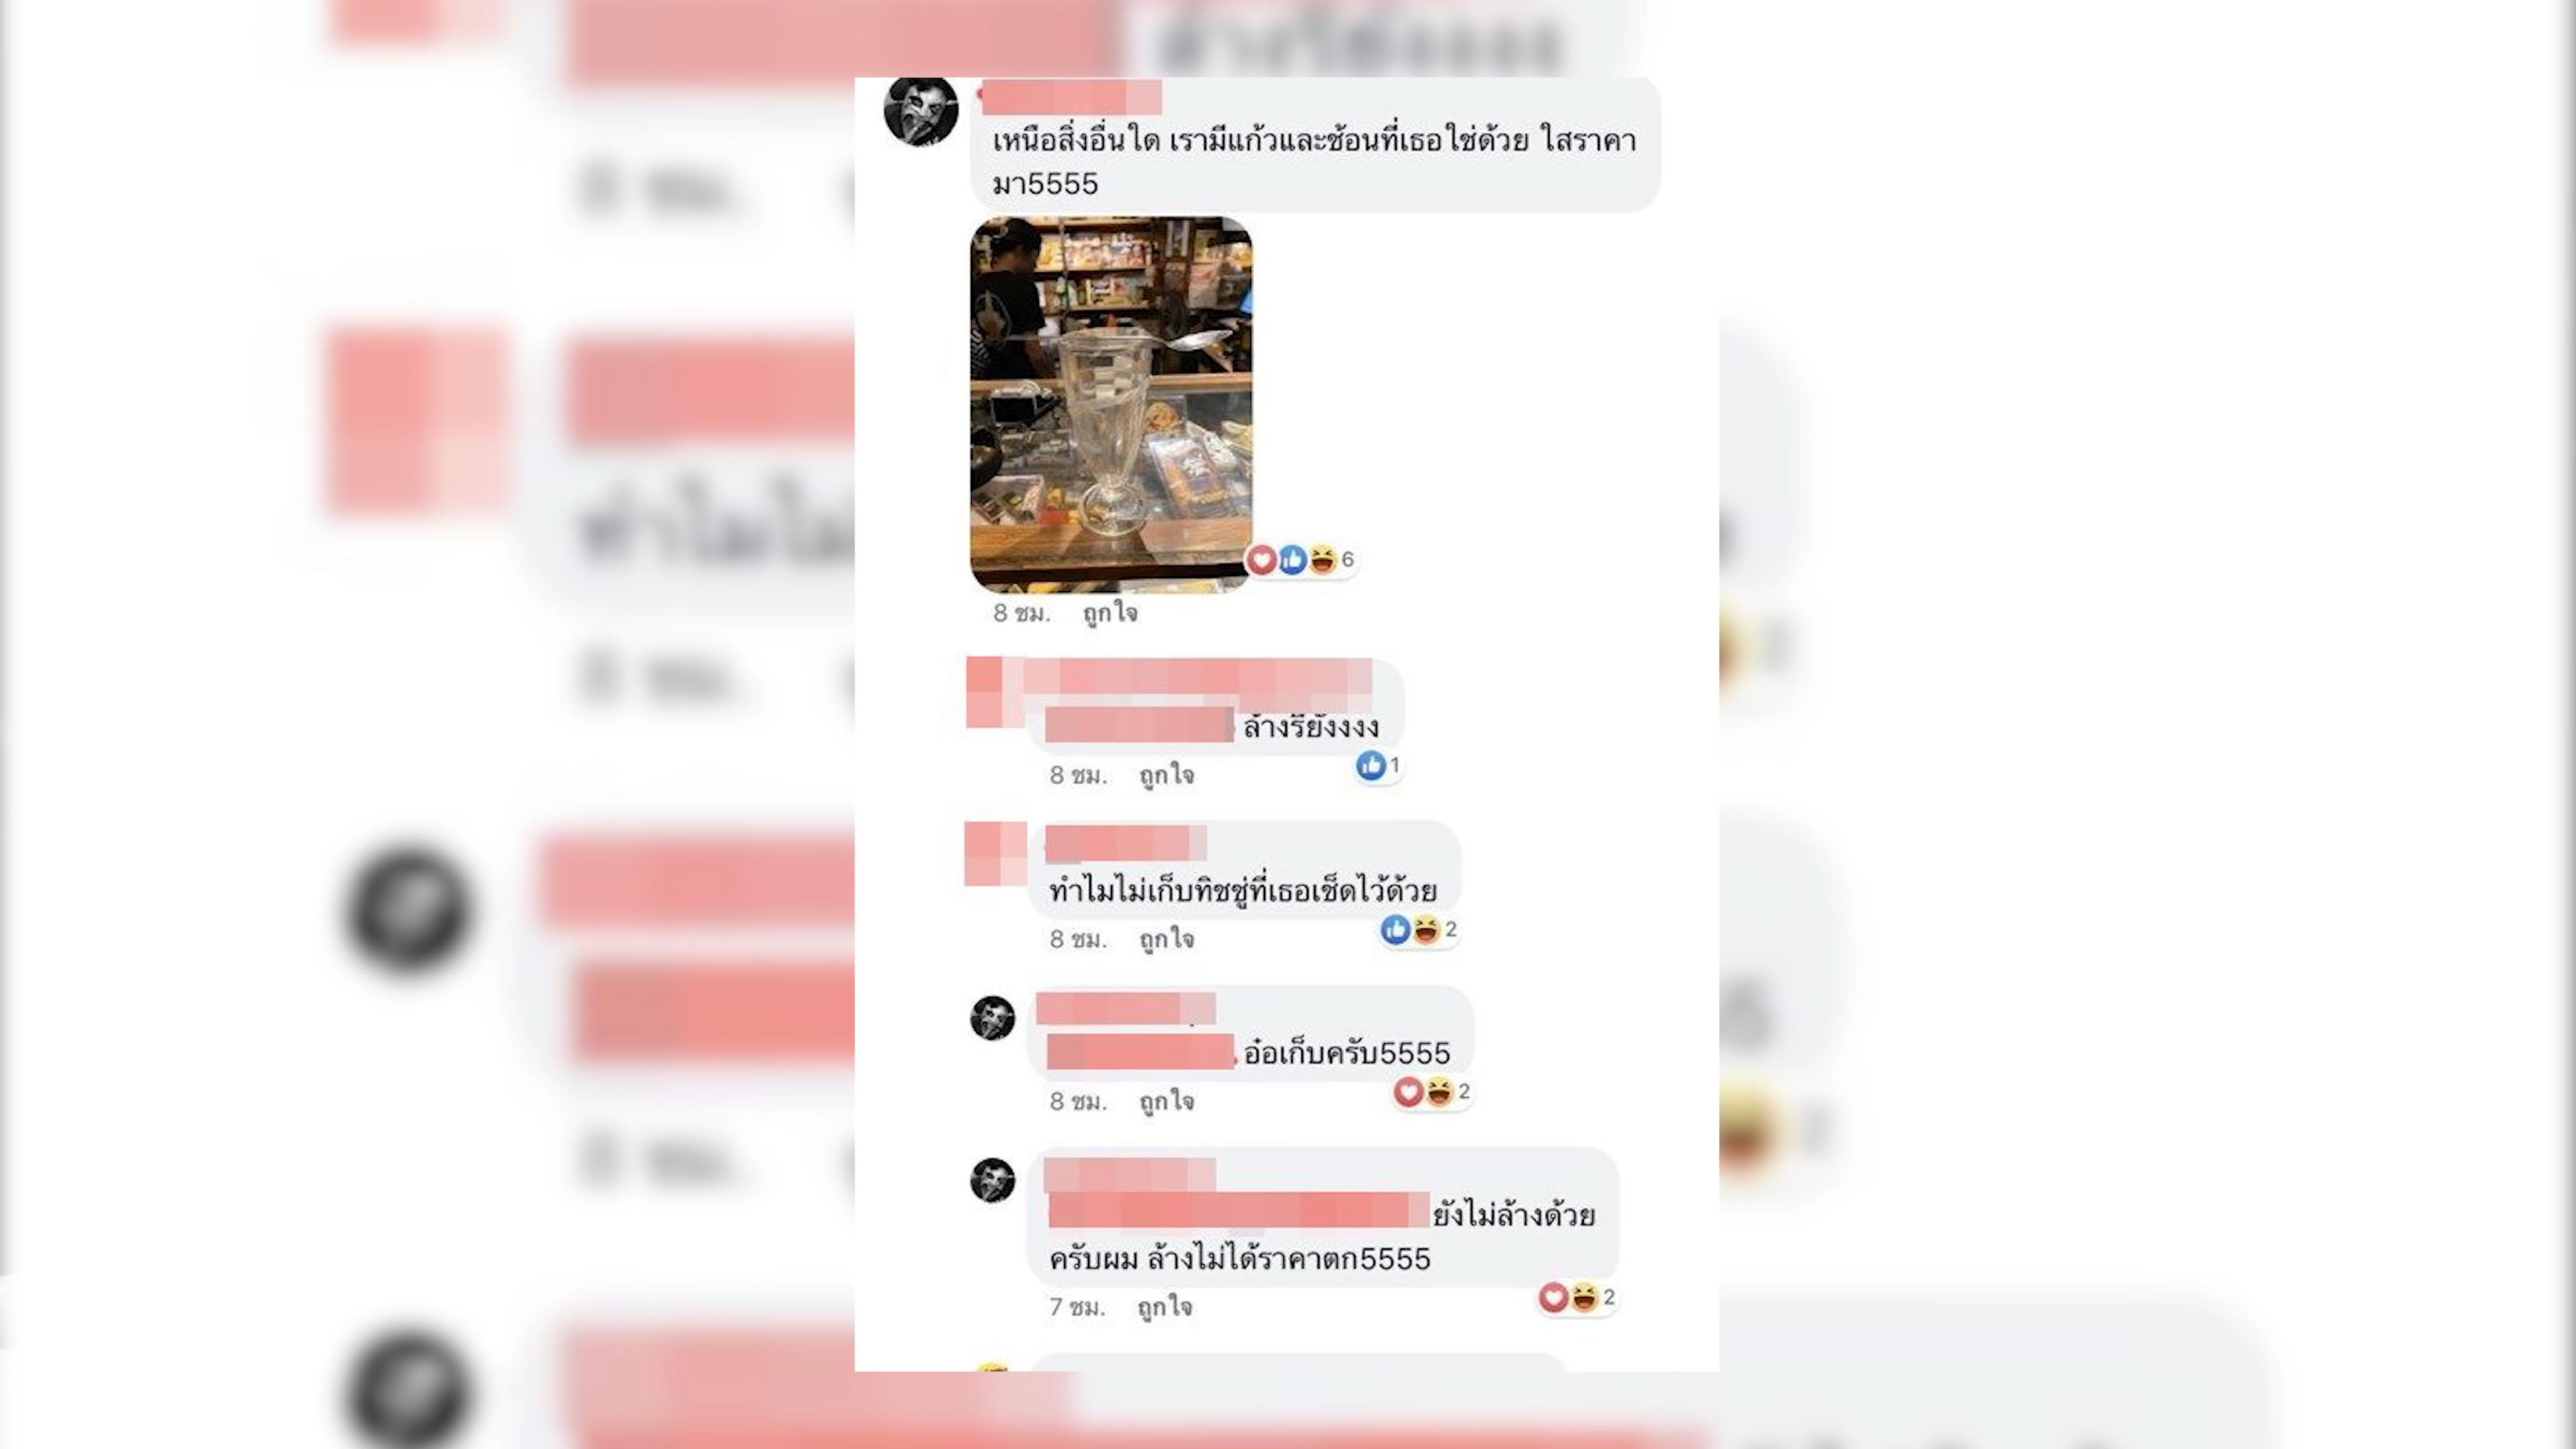 เหนือสิ่งอื่นใด เรามีแก้วและช้อนที่เธอใช่ด้วย ใสราคา
มา5555
6
8 ชม. ถูกใจ
ล้างรึยังงงง
8 ชม. ถูกใจ 1
ทำไมไม่เก็บทิชชู่ที่เธอเช็ดไว้ด้วย
8 ชม. ถูกใจ 2
อ๋อเก็บครับ5555
8 ชม. ถูกใจ 2
ยังไม่ล้างด้วย
ครับผม ล้างไม่ได้ราคาตก5555
7 ชม. ถูกใจ 2